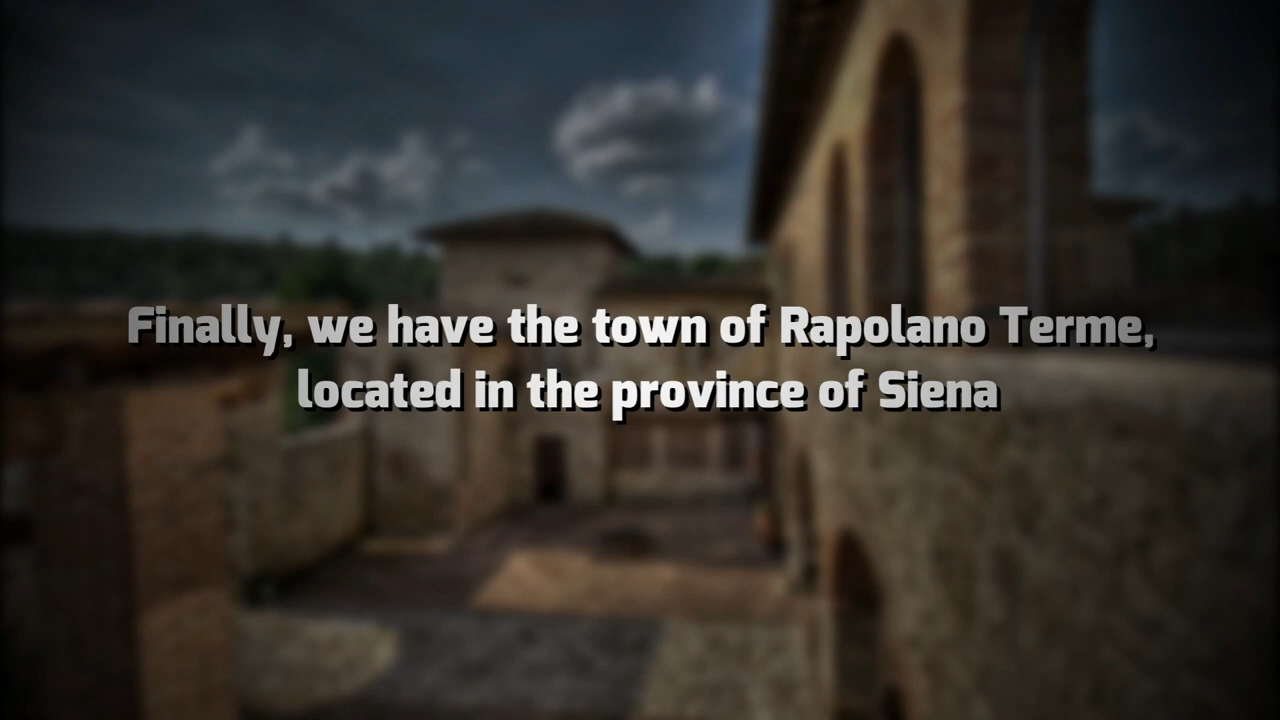 Finally, we have the town of Rapolano Terme,
located in the province of Siena